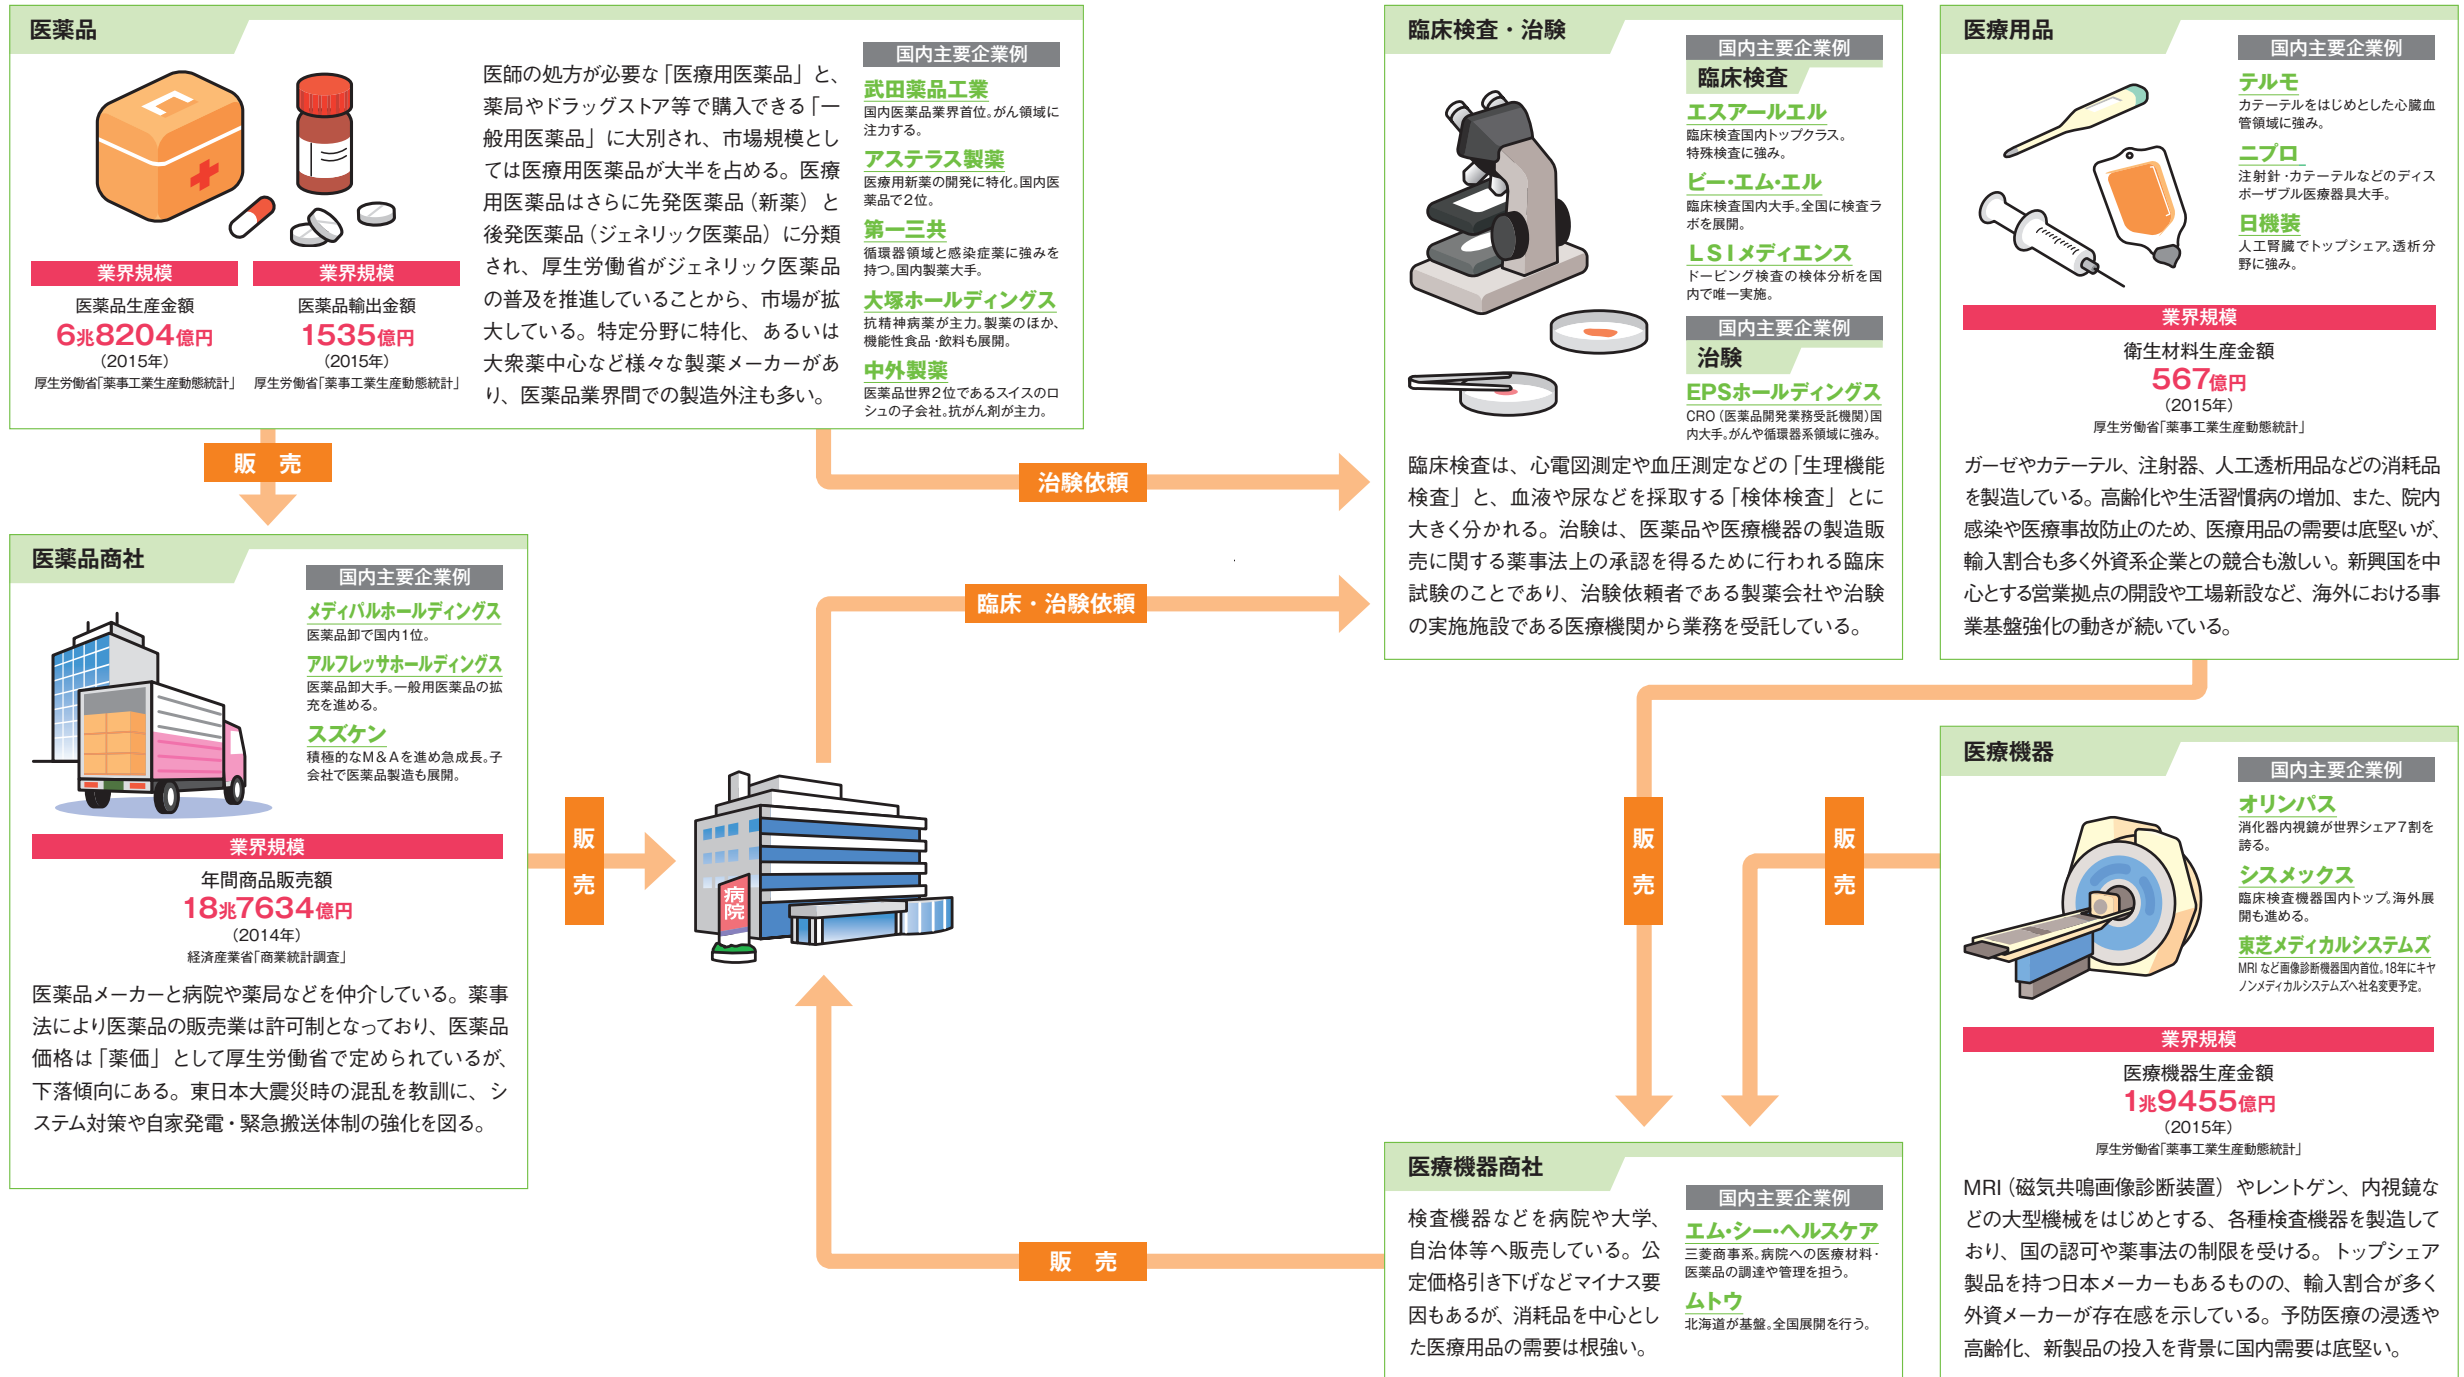 医薬品
業界規模
医薬品生産金額
6兆8204億円
(2015年)
厚生労働省「薬事工業生産動態統計」
業界規模
医薬品輸出金額
1535億円
(2015年)
厚生労働省「薬事工業生産動態統計」
医師の処方が必要な「医療用医薬品」と、
薬局やドラッグストア等で購入できる「一
般用医薬品」に大別され、市場規模とし
ては医療用医薬品が大半を占める。医療
用医薬品はさらに先発医薬品（新薬）と
後発医薬品（ジェネリック医薬品）に分類
され、厚生労働省がジェネリック医薬品
の普及を推進していることから、市場が拡
大している。特定分野に特化、あるいは
大衆薬中心など様々な製薬メーカーがあ
り、医薬品業界間での製造外注も多い。
国内主要企業例
武田薬品工業
国内医薬品業界首位。がん領域に
注力する。
アステラス製薬
医療用新薬の開発に特化。国内医
薬品で2位。
第一三共
循環器領域と感染症薬に強みを
持つ。国内製薬大手。
大塚ホールディングス
抗精神病薬が主力。製薬のほか、
機能性食品・飲料も展開。
中外製薬
医薬品世界2位であるスイスのロ
シュの子会社。抗がん剤が主力。
販 売
治験依頼
臨床・治験依頼
臨床検査・治験
国内主要企業例
臨床検査
エスアールエル
臨床検査国内トップクラス。
特殊検査に強み。
ビー・エム・エル
臨床検査国内大手。全国に検査ラ
ボを展開。
LSIメディエンス
ドーピング検査の検体分析を国
内で唯一実施。
国内主要企業例
治験
EPSホールディングス
CRO（医薬品開発業務受託機関）国
内大手。がんや循環器系領域に強み。
臨床検査は、心電図測定や血圧測定などの「生理機能
検査」と、血液や尿などを採取する「検体検査」とに
大きく分かれる。治験は、医薬品や医療機器の製造販
売に関する薬事法上の承認を得るために行われる臨床
試験のことであり、治験依頼者である製薬会社や治験
の実施施設である医療機関から業務を受託している。
医療用品
国内主要企業例
テルモ
カテーテルをはじめとした心臓血
管領域に強み。
ニプロ
注射針・カテーテルなどのディス
ポーザブル医療器具大手。
日機装
人工腎臓でトップシェア。透析分
野に強み。
業界規模
衛生材料生産金額
567億円
(2015年)
厚生労働省「薬事工業生産動態統計」
ガーゼやカテーテル、注射器、人工透析用品などの消耗品
を製造している。高齢化や生活習慣病の増加、また、院内
感染や医療事故防止のため、医療用品の需要は底堅いが、
輸入割合も多く外資系企業との競合も激しい。新興国を中
心とする営業拠点の開設や工場新設など、海外における事
業基盤強化の動きが続いている。
医薬品商社
国内主要企業例
メディパルホールディングス
医薬品卸で国内1位。
アルフレッサホールディングス
医薬品卸大手。一般用医薬品の拡
充を進める。
スズケン
積極的なM&Aを進め急成長。子
会社で医薬品製造も展開。
業界規模
年間商品販売額
18兆7634億円
(2014年)
経済産業省「商業統計調査」
医薬品メーカーと病院や薬局などを仲介している。薬事
法により医薬品の販売業は許可制となっており、医薬品
価格は「薬価」として厚生労働省で定められているが、
下落傾向にある。東日本大震災時の混乱を教訓に、シ
ステム対策や自家発電・緊急搬送体制の強化を図る。
販売
病院
販売
販売
販 売
医療機器商社
検査機器などを病院や大学、
自治体等へ販売している。公
定価格引き下げなどマイナス要
因もあるが、消耗品を中心とし
た医療用品の需要は根強い。
国内主要企業例
エム・シー・ヘルスケア
三菱商事系。病院への医療材料・
医薬品の調達や管理を担う。
ムトウ
北海道が基盤。全国展開を行う。
医療機器
国内主要企業例
オリンパス
消化器内視鏡が世界シェア7割を
誇る。
シスメックス
臨床検査機器国内トップ。海外展
開も進める。
東芝メディカルシステムズ
MRIなど画像診断機器国内首位。18年にキヤ
ノンメディカルシステムズへ社名変更予定。
業界規模
医療機器生産金額
1兆9455億円
(2015年)
厚生労働省「薬事工業生産動態統計」
MRI（磁気共鳴画像診断装置）やレントゲン、内視鏡な
どの大型機械をはじめとする、各種検査機器を製造して
おり、国の認可や薬事法の制限を受ける。トップシェア
製品を持つ日本メーカーもあるものの、輸入割合が多く
外資メーカーが存在感を示している。予防医療の浸透や
高齢化、新製品の投入を背景に国内需要は底堅い。